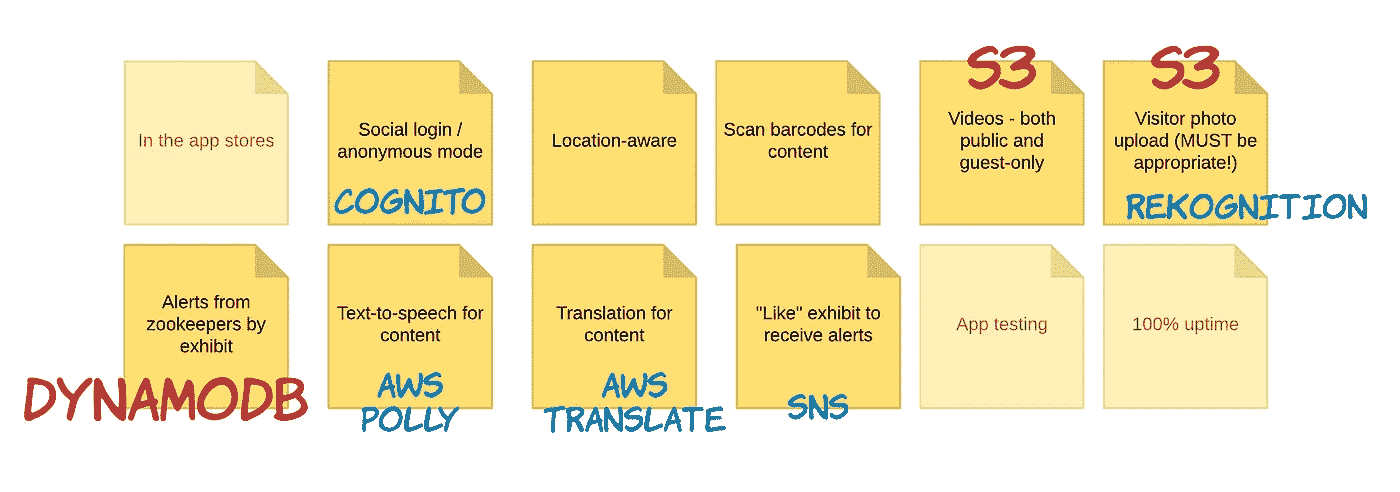 In the app stores
Social login /
anonymous mode
COGNITO
Location-aware
Scan barcodes for
content
S3
Videos - both
public and
guest-only
S3
Visitor photo
upload (MUST be
appropriate!)
REKOGNITION
Alerts from
zookeepers by
exhibit
DYNAMODB
Text-to-speech for
content
AWS
POLLY
Translation for
content
AWS
TRANSLATE
"Like" exhibit to
receive alerts
SNS
App testing
100% uptime